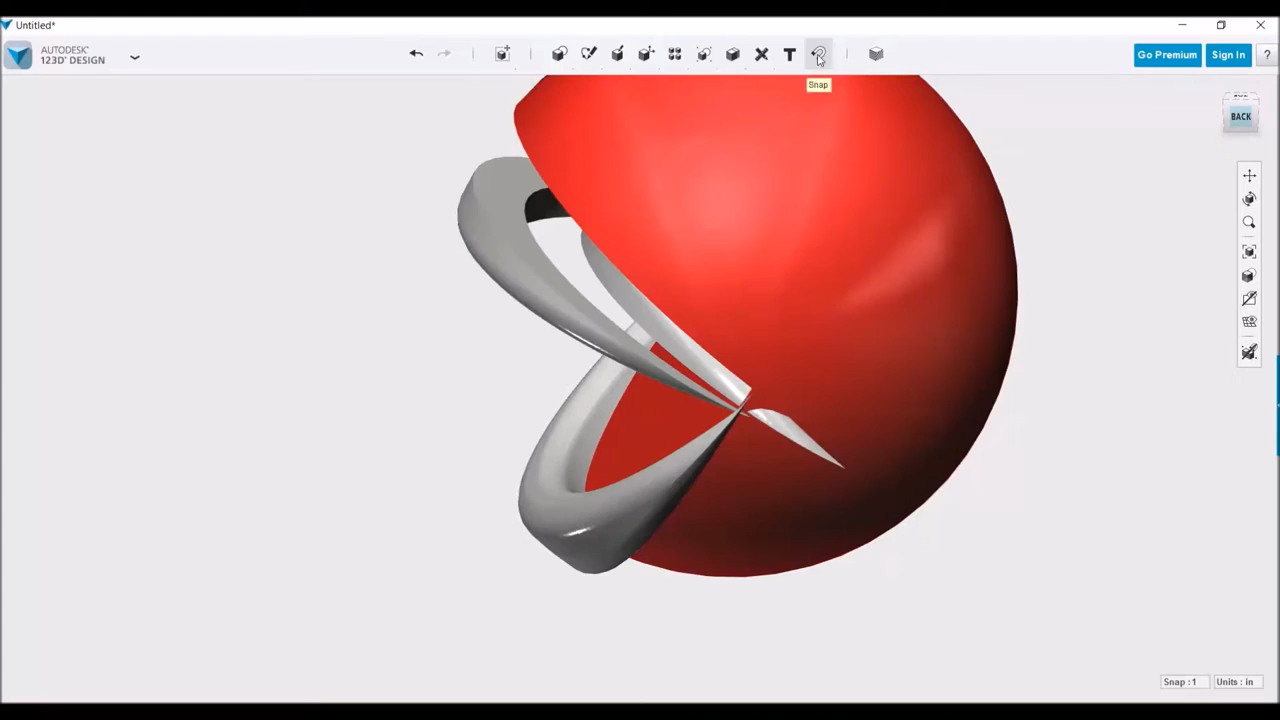 Untitled*
AUTODESK®
123D® DESIGN
Go Premium
Sign In
?
T
Snap
BACK
Snap : 1
Units : in